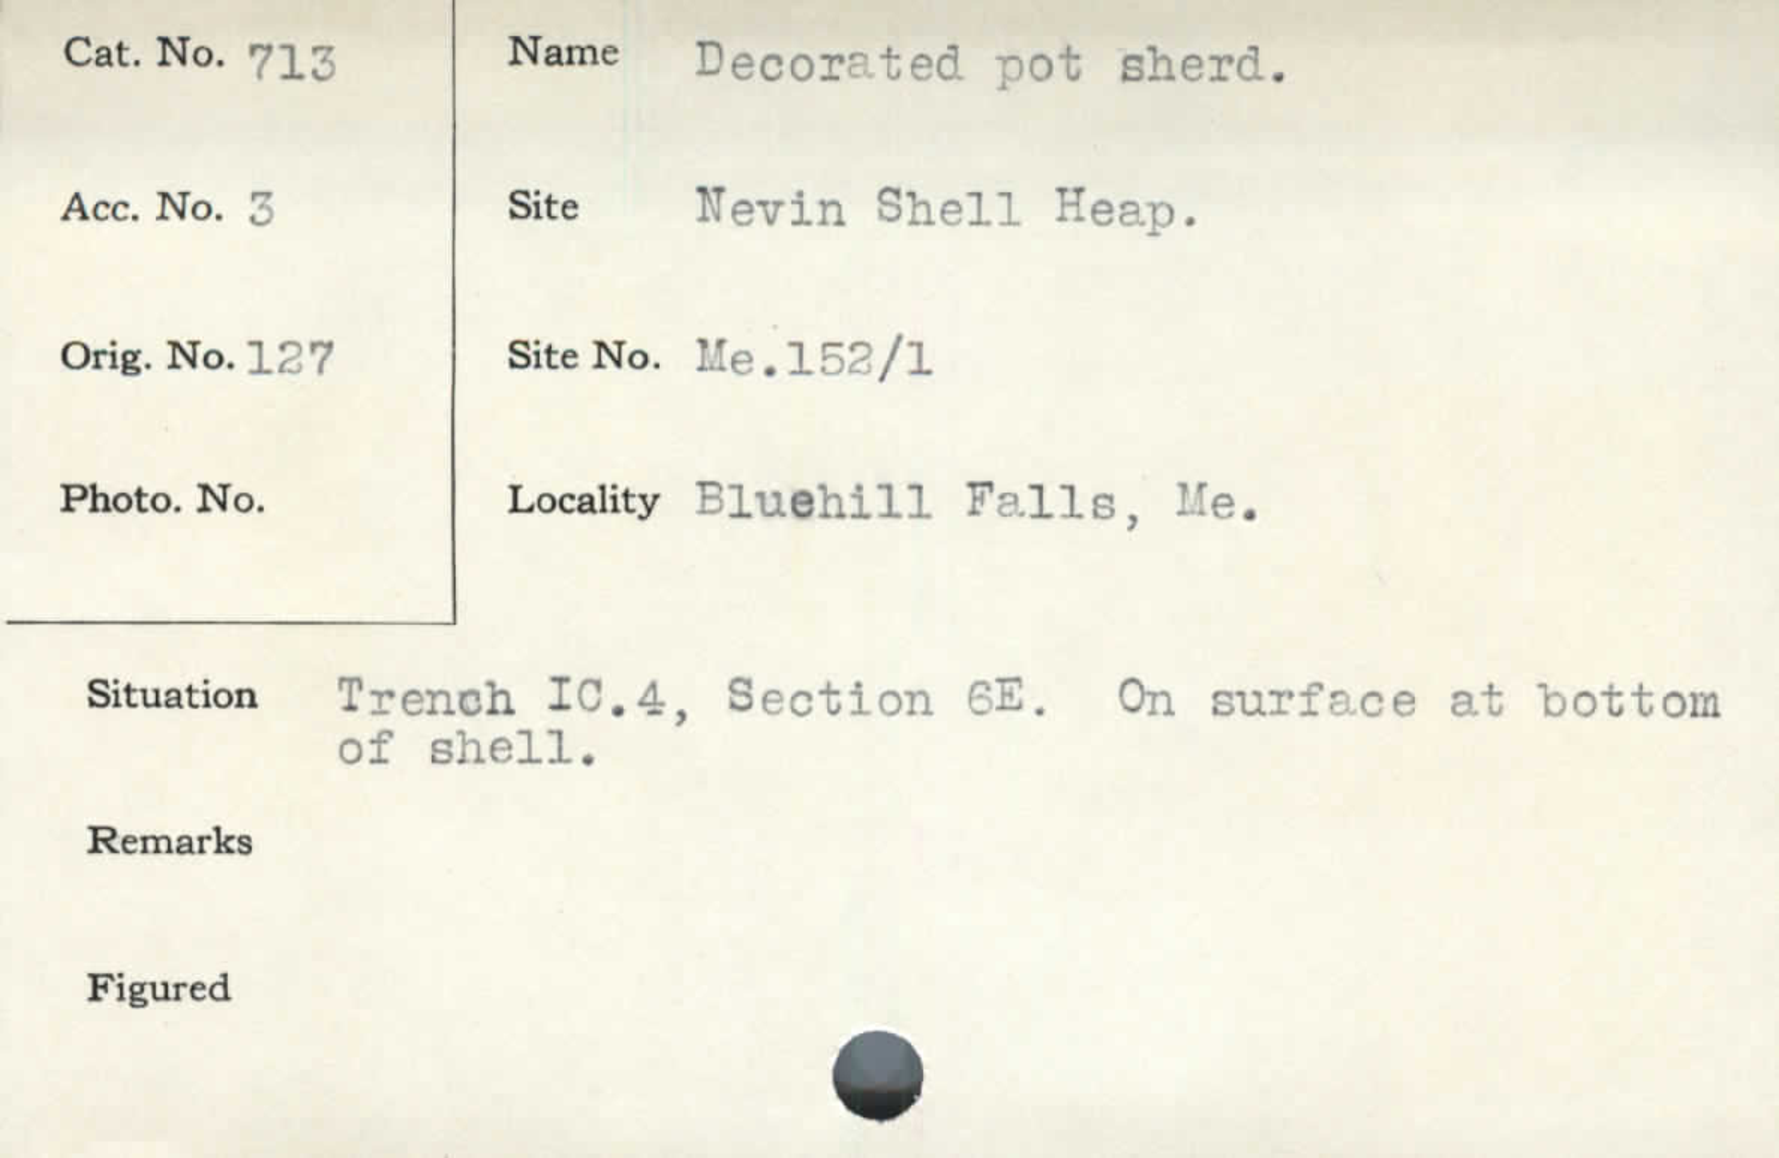 Cat. No. 713
Name Decorated pot sherd.
Acc. No. 3
Site Nevin Shell Heap.
Orig. No. 127
Site No. Me.152/1
Photo. No.
Locality Bluehill Falls, Me.
Situation Trench IC.4, Section 6E. On surface at bottom
of shell.
Remarks
Figured